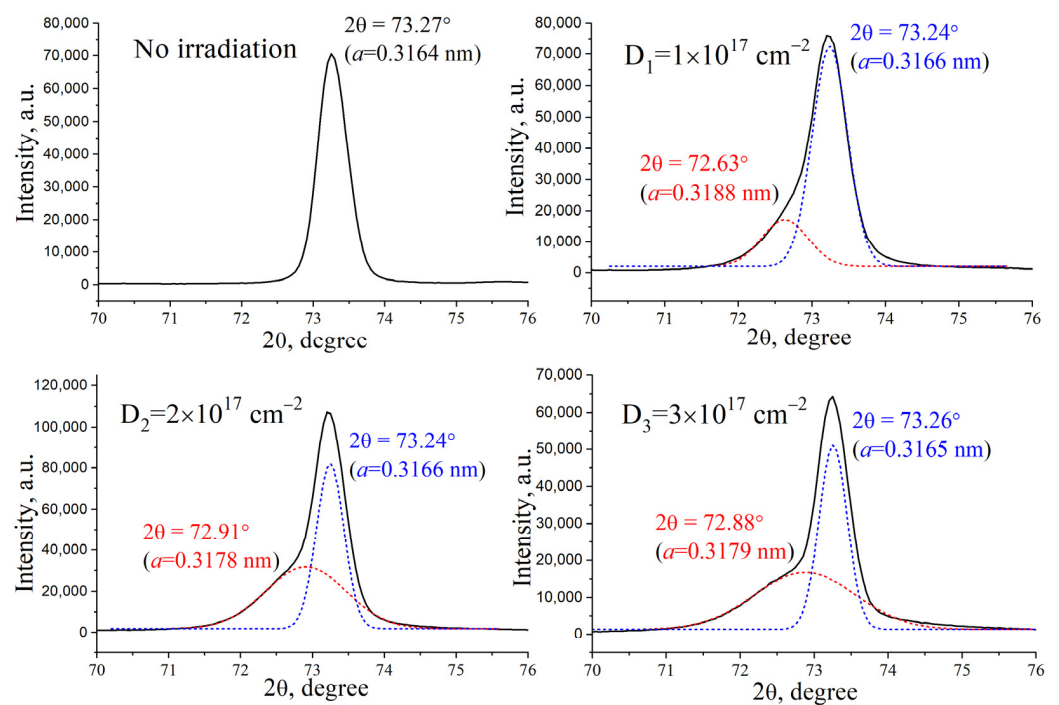 No irradiation
2θ = 73.27°
(a=0.3164 nm)
Intensity, a.u.
80,000
70,000
60,000
50,000
40,000
30,000
20,000
10,000
0
70 71 72 73 74 75 76
2θ, dcgrcc
D₁=1×10¹⁷ cm⁻²
2θ = 73.24°
(a=0.3166 nm)
2θ = 72.63°
(a=0.3188 nm)
Intensity, a.u.
80,000
70,000
60,000
50,000
40,000
30,000
20,000
10,000
0
70 71 72 73 74 75 76
2θ, degree
D₂=2×10¹⁷ cm⁻²
2θ = 73.24°
(a=0.3166 nm)
2θ = 72.91°
(a=0.3178 nm)
Intensity, a.u.
120,000
100,000
80,000
60,000
40,000
20,000
0
70 71 72 73 74 75 76
2θ, degree
D₃=3×10¹⁷ cm⁻²
2θ = 73.26°
(a=0.3165 nm)
2θ = 72.88°
(a=0.3179 nm)
Intensity, a.u.
70,000
60,000
50,000
40,000
30,000
20,000
10,000
0
70 71 72 73 74 75 76
2θ, degree